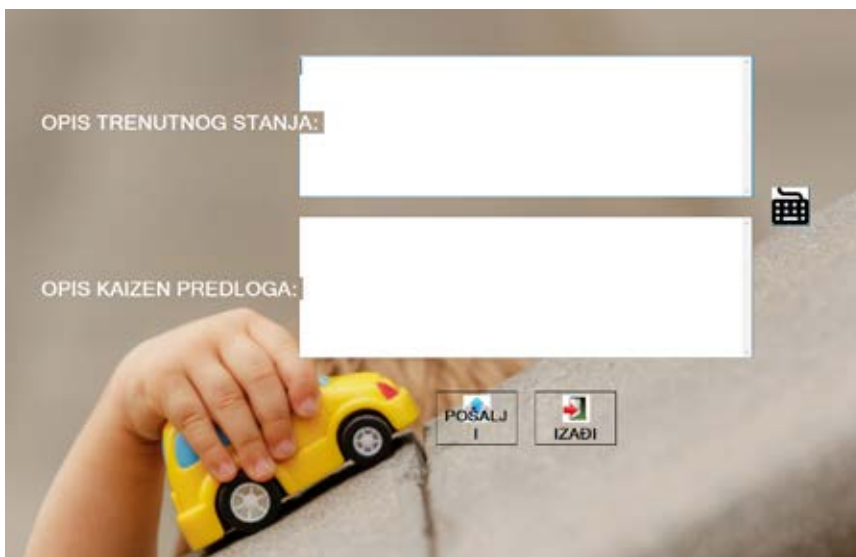 OPIS TRENUTNOG STANJA:
OPIS KAIZEN PREDLOGA:
POŠALJ
I
IZAĐI